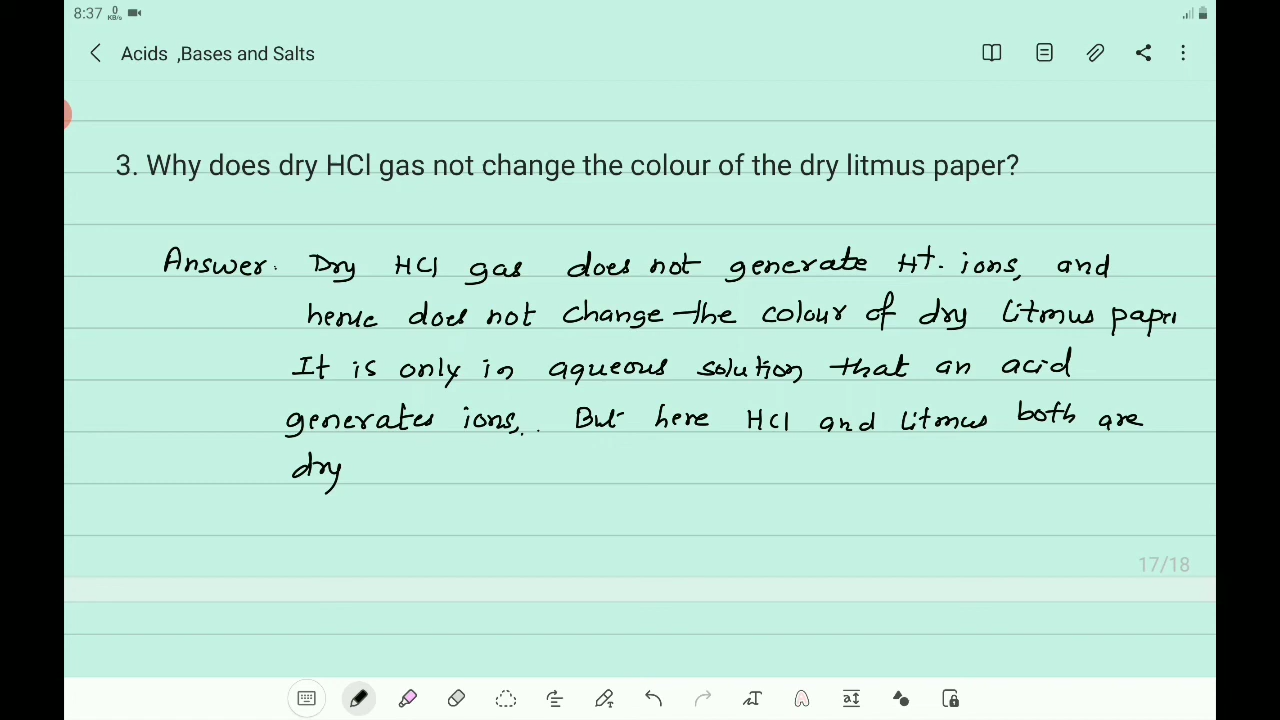 8:37 0 KB/s
Acids ,Bases and Salts
3. Why does dry HCl gas not change the colour of the dry litmus paper?
Answer. Dry HCl gas does not generate H+. ions, and
hence does not change the colour of dry litmus paper
It is only in aqueous solution that an acid
generates ions,. But here HCl and litmus both are
dry
17/18